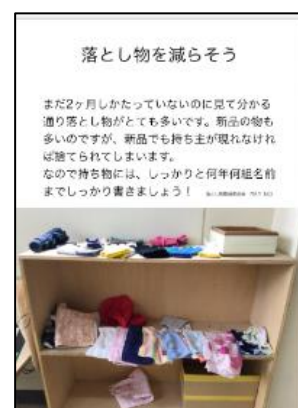 落とし物を減らそう
まだ2ヶ月しかたっていないのに見て分かる
通り落とし物がとても多いです。新品の物も
多いのですが、新品でも持ち主が現れなけれ
ば捨てられてしまいます。
なので持ち物には、しっかりと何年何組名前
までしっかり書きましょう！